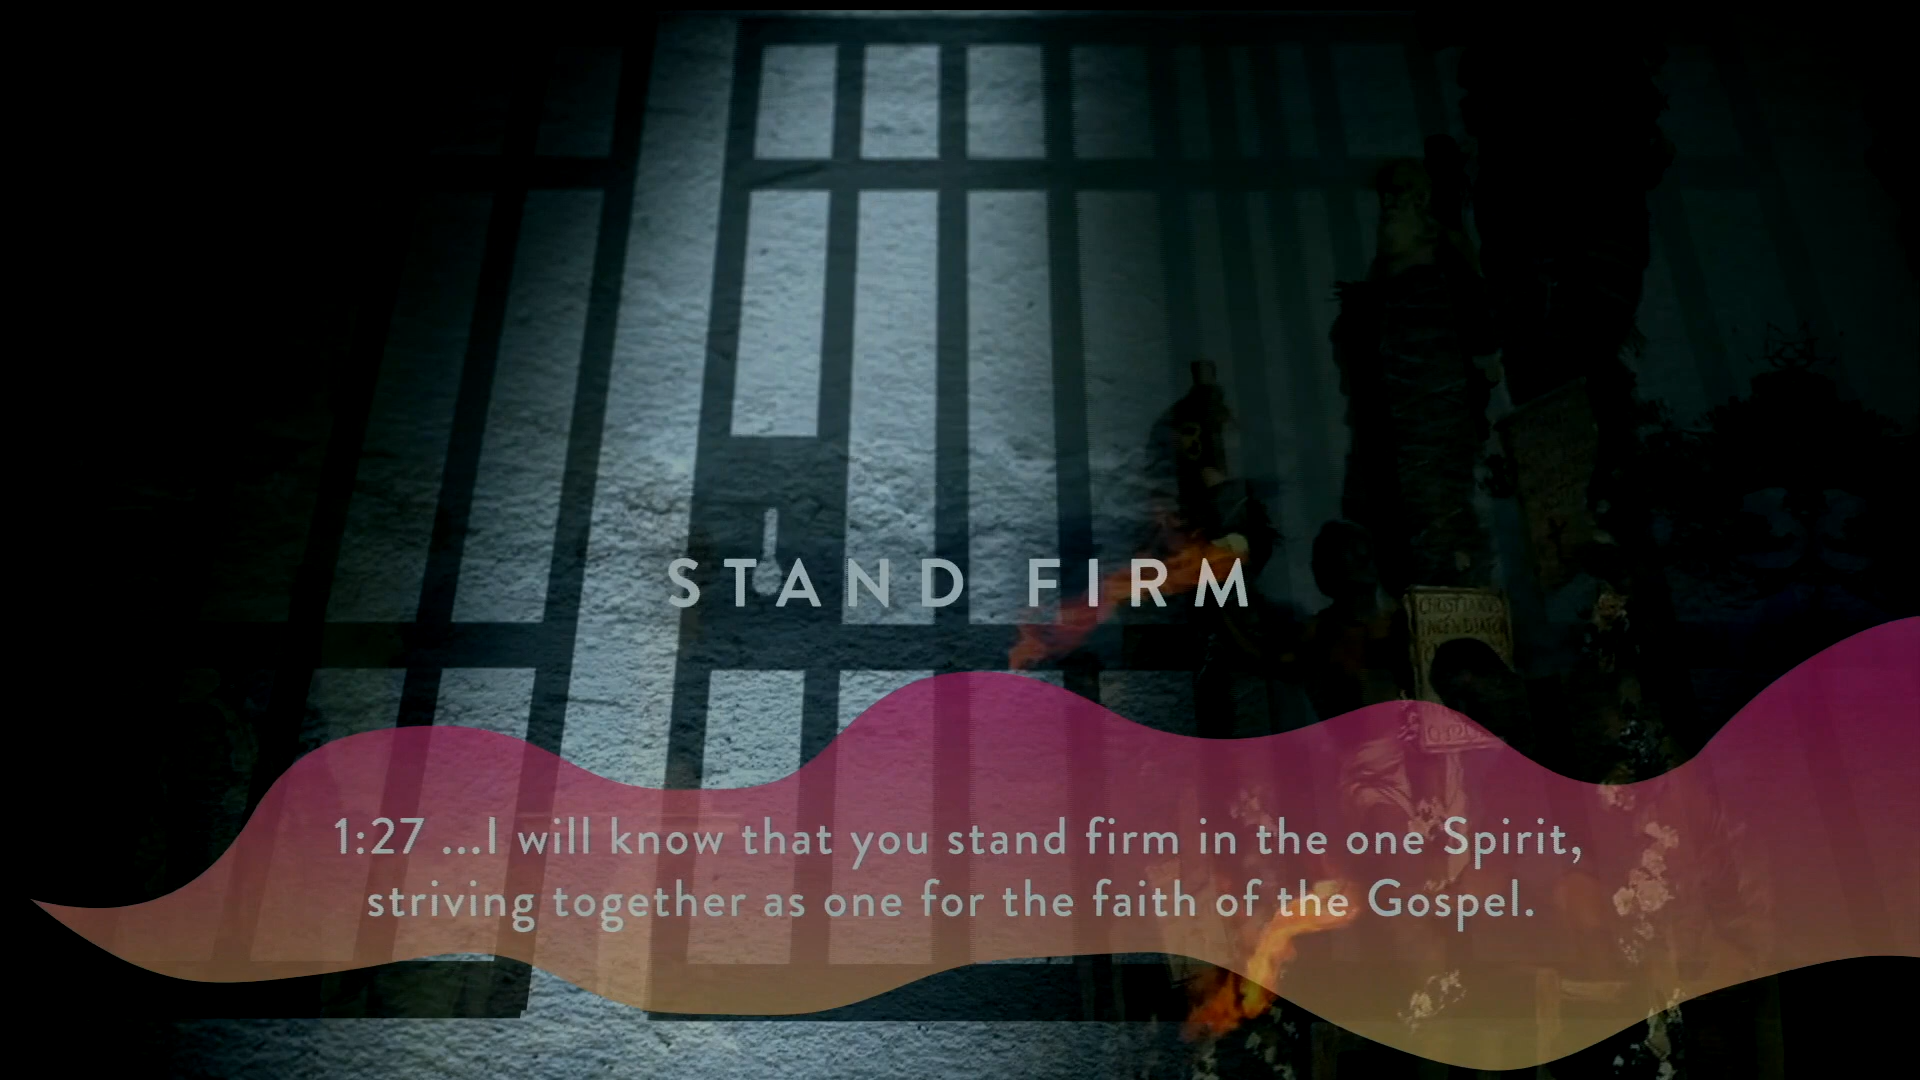 STAND FIRM
1:27 ...I will know that you stand firm in the one Spirit,
striving together as one for the faith of the Gospel.